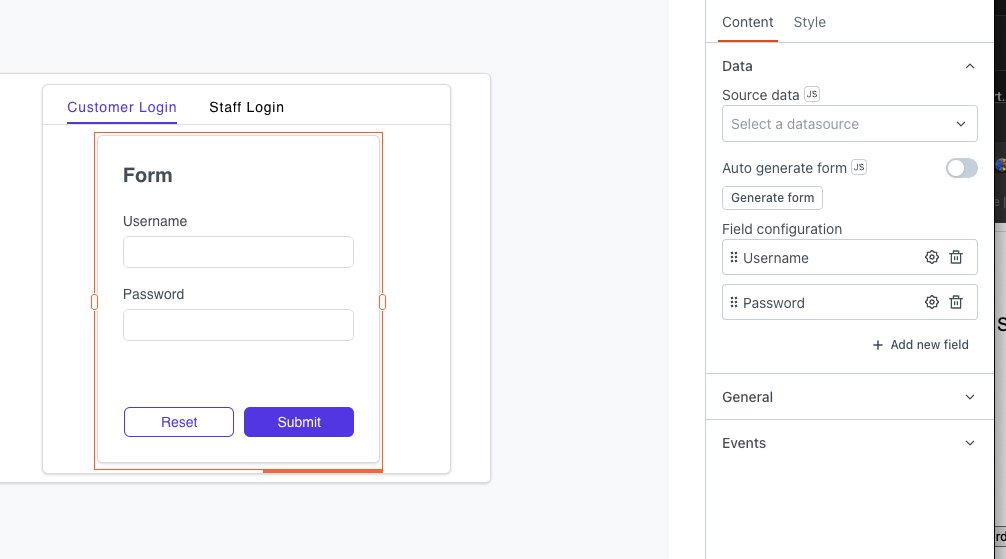 Content Style
Data
Source data JS
Select a datasource
Auto generate form JS
Generate form
Field configuration
Username
Password
+ Add new field
General
Events
Customer Login Staff Login
Form
Username
Password
Reset Submit